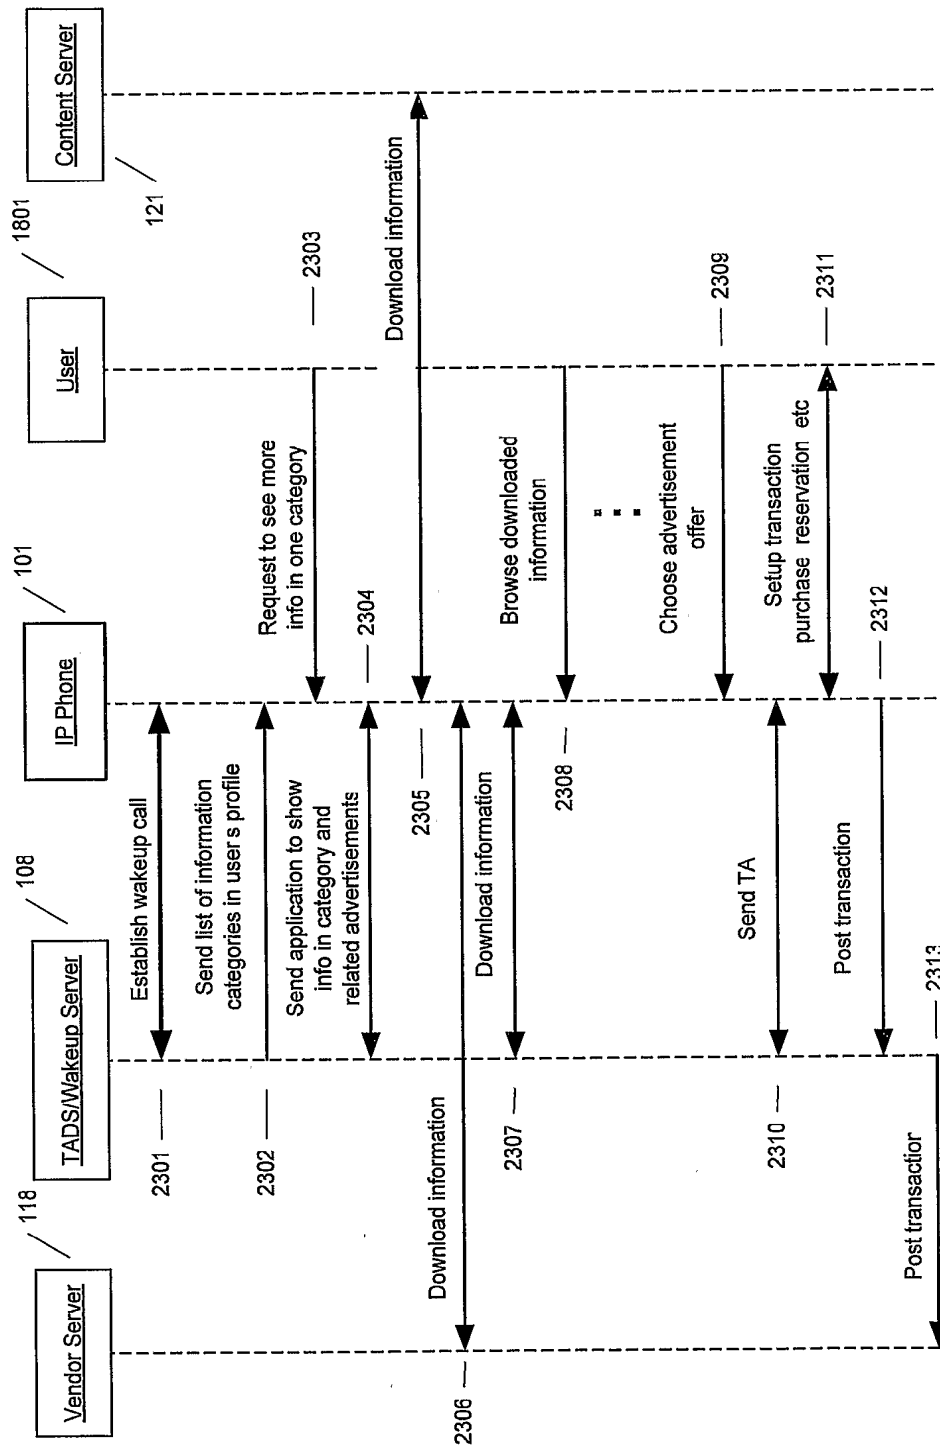 Vendor Server
118
TADS/Wakeup Server
108
IP Phone
101
User
1801
Content Server
121
2301
Establish wakeup call
2302
Send list of information
categories in user s profile
Request to see more
info in one category
2303
Send application to show
info in category and
related advertisements
2304
2305
Download information
2306
Download information
2307
Download information
2308
Browse downloaded
information
Choose advertisement
offer
2309
2310
Send TA
Setup transaction
purchase reservation etc
2311
Post transaction
2312
Post transaction
2313